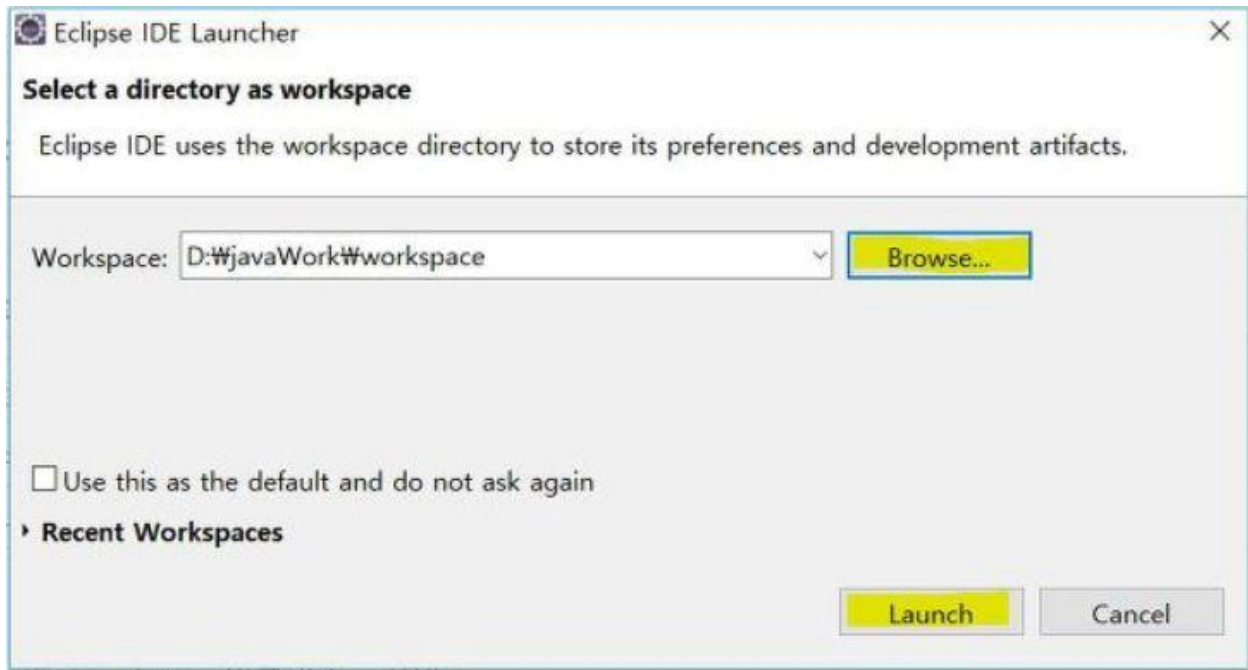 Eclipse IDE Launcher
Select a directory as workspace
Eclipse IDE uses the workspace directory to store its preferences and development artifacts.
Workspace: D:₩javaWork₩workspace Browse...
Use this as the default and do not ask again
Recent Workspaces
Launch Cancel